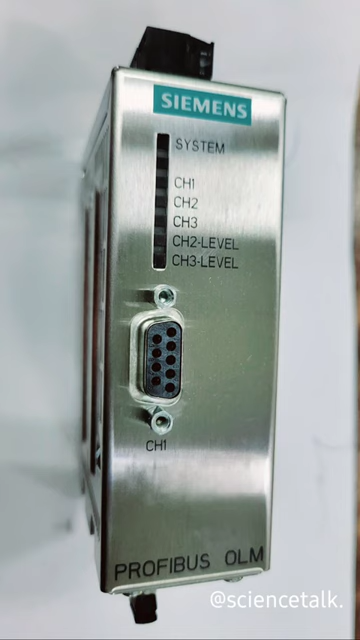 SIEMENS
SYSTEM
CH1
CH2
CH3
CH2-LEVEL
CH3-LEVEL
CH1
PROFIBUS OLM
@sciencetalk.